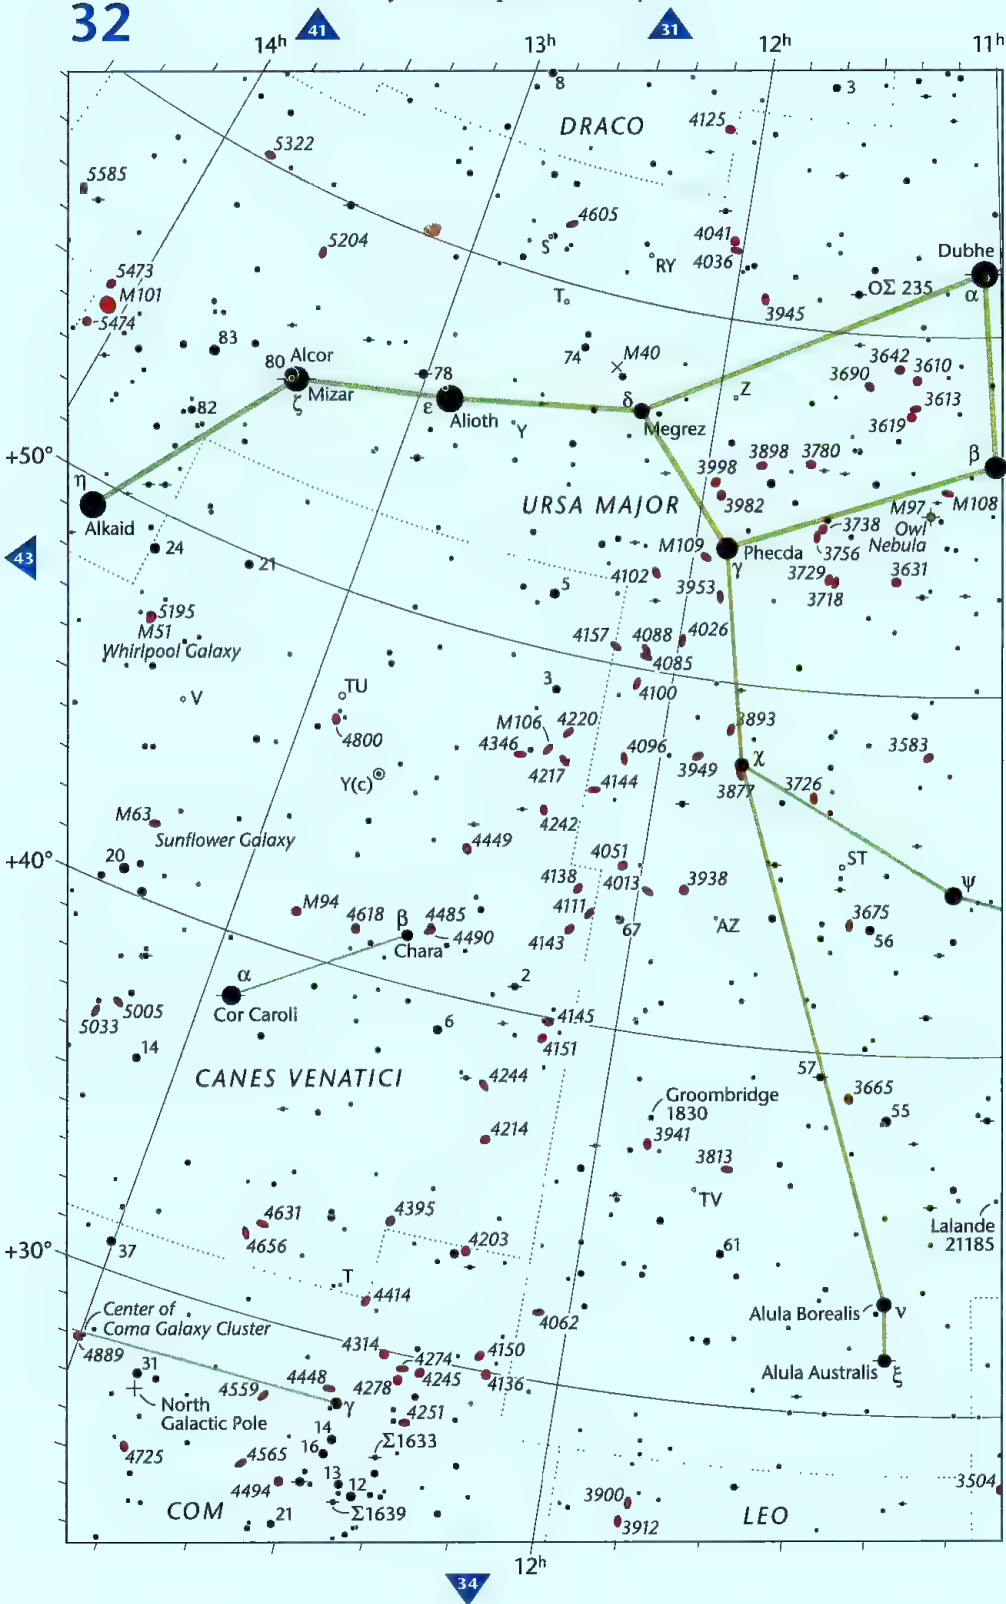 32
41
31
14ʰ
13ʰ
12ʰ
11ʰ
8
3
DRACO
4125
5322
5585
4605
S
5204
4041
4036
RY
Dubhe
α
5473
M101
5474
T
OΣ 235
3945
83
80
Alcor
Mizar
ζ
74
M40
78
ε
Alioth
82
Y
δ
Megrez
Z
3642
3610
3690
3613
3619
+50°
η
Alkaid
3898
3780
β
3998
3982
URSA MAJOR
M97
Owl
Nebula
M108
3738
3756
M109
Phecda
γ
43
24
21
5
4102
3953
3729
3718
3631
5195
M51
Whirlpool Galaxy
4157
4088
4026
4085
V
TU
3
4100
4800
M106
4220
3893
4346
4096
χ
3583
4217
3949
Y(c)
4144
3877
3726
M63
Sunflower Galaxy
4242
4449
20
4051
ST
4138
4013
3938
ψ
M94
4618
β
4485
4490
Chara
4111
67
AZ
3675
56
4143
α
Cor Caroli
2
+40°
5033
5005
14
6
4145
4151
CANES VENATICI
4244
57
3665
Groombridge
1830
55
4214
3941
3813
TV
4631
4656
4395
4203
Lalande
21185
37
61
+30°
T
4414
4062
Alula Borealis
ν
Center of
Coma Galaxy Cluster
4889
4314
4150
Alula Australis
ξ
31
4274
4448
4278
4245
4136
4559
γ
North
Galactic Pole
4251
14
16
Σ1633
4725
4565
4494
13
12
3504
COM
21
Σ1639
3900
3912
LEO
12ʰ
34